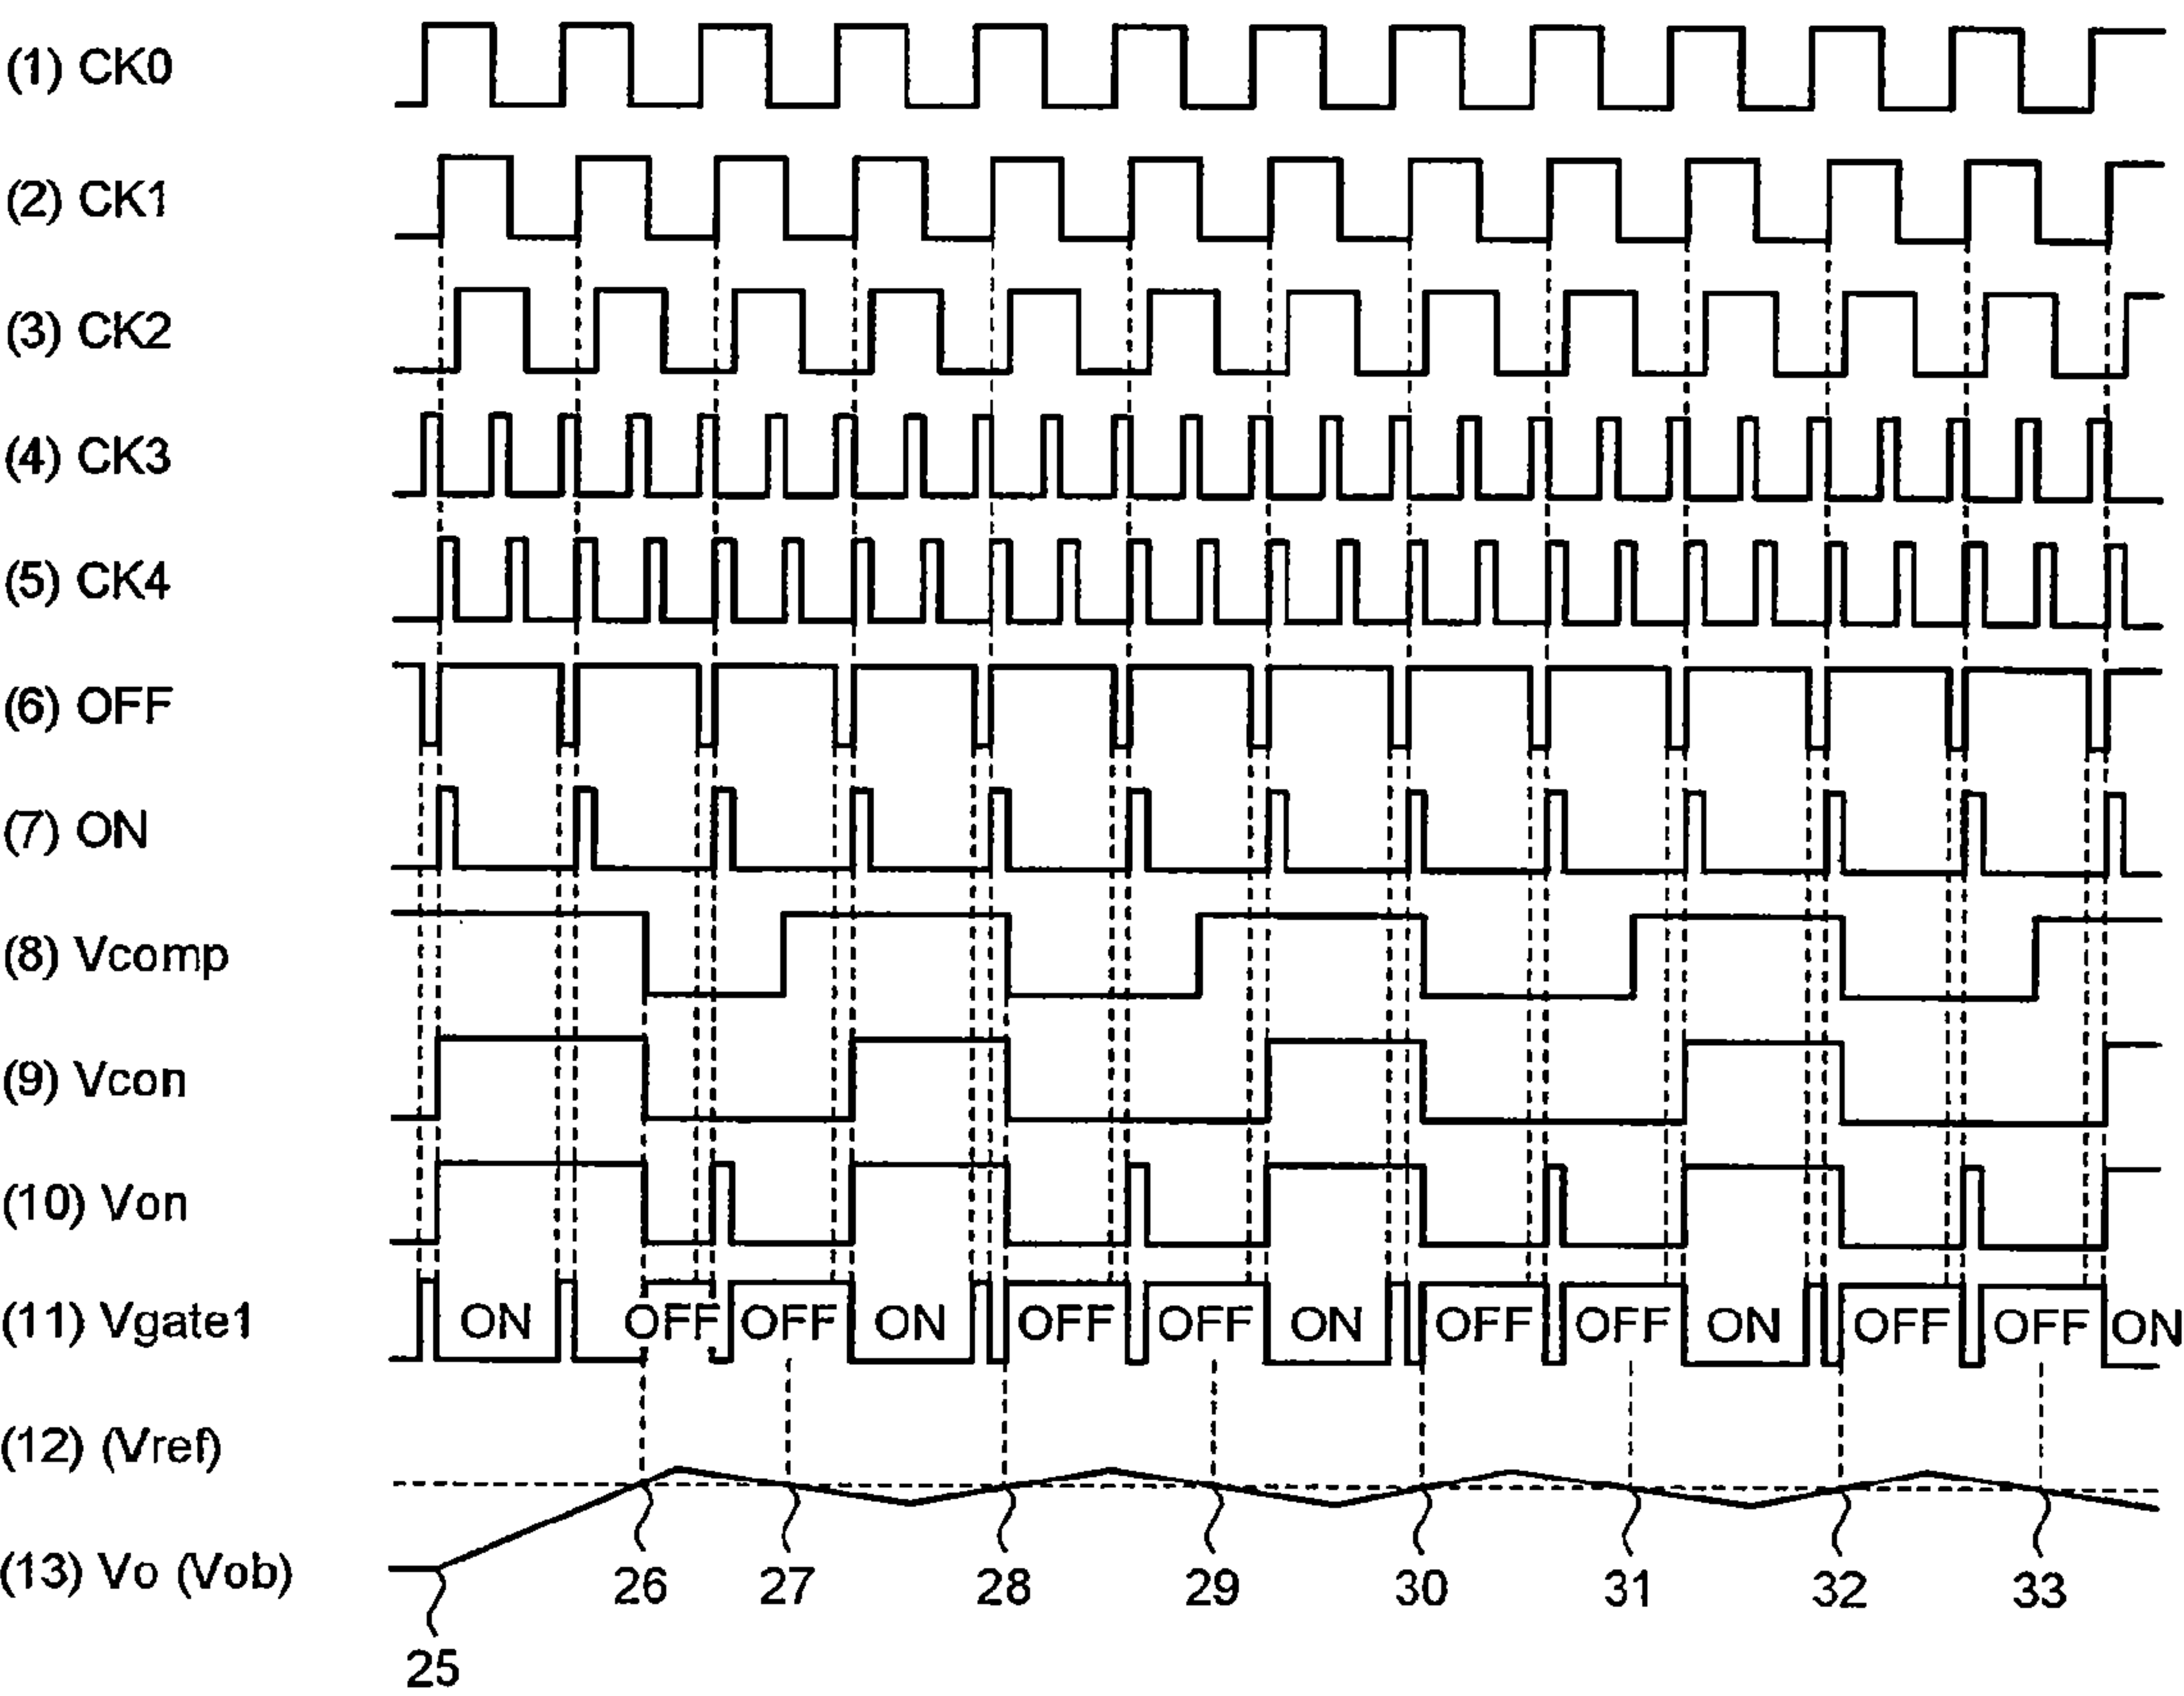 (1) CK0
(2) CK1
(3) CK2
(4) CK3
(5) CK4
(6) OFF
(7) ON
(8) Vcomp
(9) Vcon
(10) Von
(11) Vgate1 ON OFF OFF ON OFF OFF ON OFF OFF ON OFF OFF ON
(12) (Vref)
(13) Vo (Vob)
26 27 28 29 30 31 32 33
25